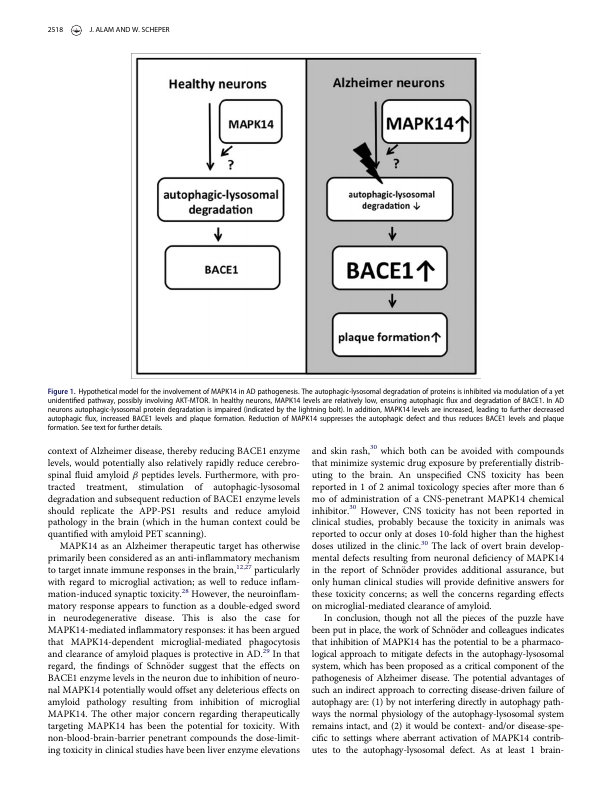 2518 J. ALAM AND W. SCHEPER
Healthy neurons
MAPK14
?
autophagic-lysosomal
degradation
BACE1
Alzheimer neurons
MAPK14↑
?
autophagic-lysosomal
degradation ↓
BACE1↑
plaque formation↑
Figure 1. Hypothetical model for the involvement of MAPK14 in AD pathogenesis. The autophagic-lysosomal degradation of proteins is inhibited via modulation of a yet
unidentified pathway, possibly involving AKT-MTOR. In healthy neurons, MAPK14 levels are relatively low, ensuring autophagic flux and degradation of BACE1. In AD
neurons autophagic-lysosomal protein degradation is impaired (indicated by the lightning bolt). In addition, MAPK14 levels are increased, leading to further decreased
autophagic flux, increased BACE1 levels and plaque formation. Reduction of MAPK14 suppresses the autophagic defect and thus reduces BACE1 levels and plaque
formation. See text for further details.
context of Alzheimer disease, thereby reducing BACE1 enzyme
levels, would potentially also relatively rapidly reduce cerebro-
spinal fluid amyloid β peptides levels. Furthermore, with pro-
tracted treatment, stimulation of autophagic-lysosomal
degradation and subsequent reduction of BACE1 enzyme levels
should replicate the APP-PS1 results and reduce amyloid
pathology in the brain (which in the human context could be
quantified with amyloid PET scanning).
MAPK14 as an Alzheimer therapeutic target has otherwise
primarily been considered as an anti-inflammatory mechanism
to target innate immune responses in the brain,12,27 particularly
with regard to microglial activation; as well to reduce inflam-
mation-induced synaptic toxicity.28 However, the neuroinflam-
matory response appears to function as a double-edged sword
in neurodegenerative disease. This is also the case for
MAPK14-mediated inflammatory responses: it has been argued
that MAPK14-dependent microglial-mediated phagocytosis
and clearance of amyloid plaques is protective in AD.29 In that
regard, the findings of Schnöder suggest that the effects on
BACE1 enzyme levels in the neuron due to inhibition of neuro-
nal MAPK14 potentially would offset any deleterious effects on
amyloid pathology resulting from inhibition of microglial
MAPK14. The other major concern regarding therapeutically
targeting MAPK14 has been the potential for toxicity. With
non-blood-brain-barrier penetrant compounds the dose-limit-
ing toxicity in clinical studies have been liver enzyme elevations
and skin rash,30 which both can be avoided with compounds
that minimize systemic drug exposure by preferentially distrib-
uting to the brain. An unspecified CNS toxicity has been
reported in 1 of 2 animal toxicology species after more than 6
mo of administration of a CNS-penetrant MAPK14 chemical
inhibitor.30 However, CNS toxicity has not been reported in
clinical studies, probably because the toxicity in animals was
reported to occur only at doses 10-fold higher than the highest
doses utilized in the clinic.30 The lack of overt brain develop-
mental defects resulting from neuronal deficiency of MAPK14
in the report of Schnöder provides additional assurance, but
only human clinical studies will provide definitive answers for
these toxicity concerns; as well the concerns regarding effects
on microglial-mediated clearance of amyloid.
In conclusion, though not all the pieces of the puzzle have
been put in place, the work of Schnöder and colleagues indicates
that inhibition of MAPK14 has the potential to be a pharmaco-
logical approach to mitigate defects in the autophagy-lysosomal
system, which has been proposed as a critical component of the
pathogenesis of Alzheimer disease. The potential advantages of
such an indirect approach to correcting disease-driven failure of
autophagy are: (1) by not interfering directly in autophagy path-
ways the normal physiology of the autophagy-lysosomal system
remains intact, and (2) it would be context- and/or disease-spe-
cific to settings where aberrant activation of MAPK14 contrib-
utes to the autophagy-lysosomal defect. As at least 1 brain-